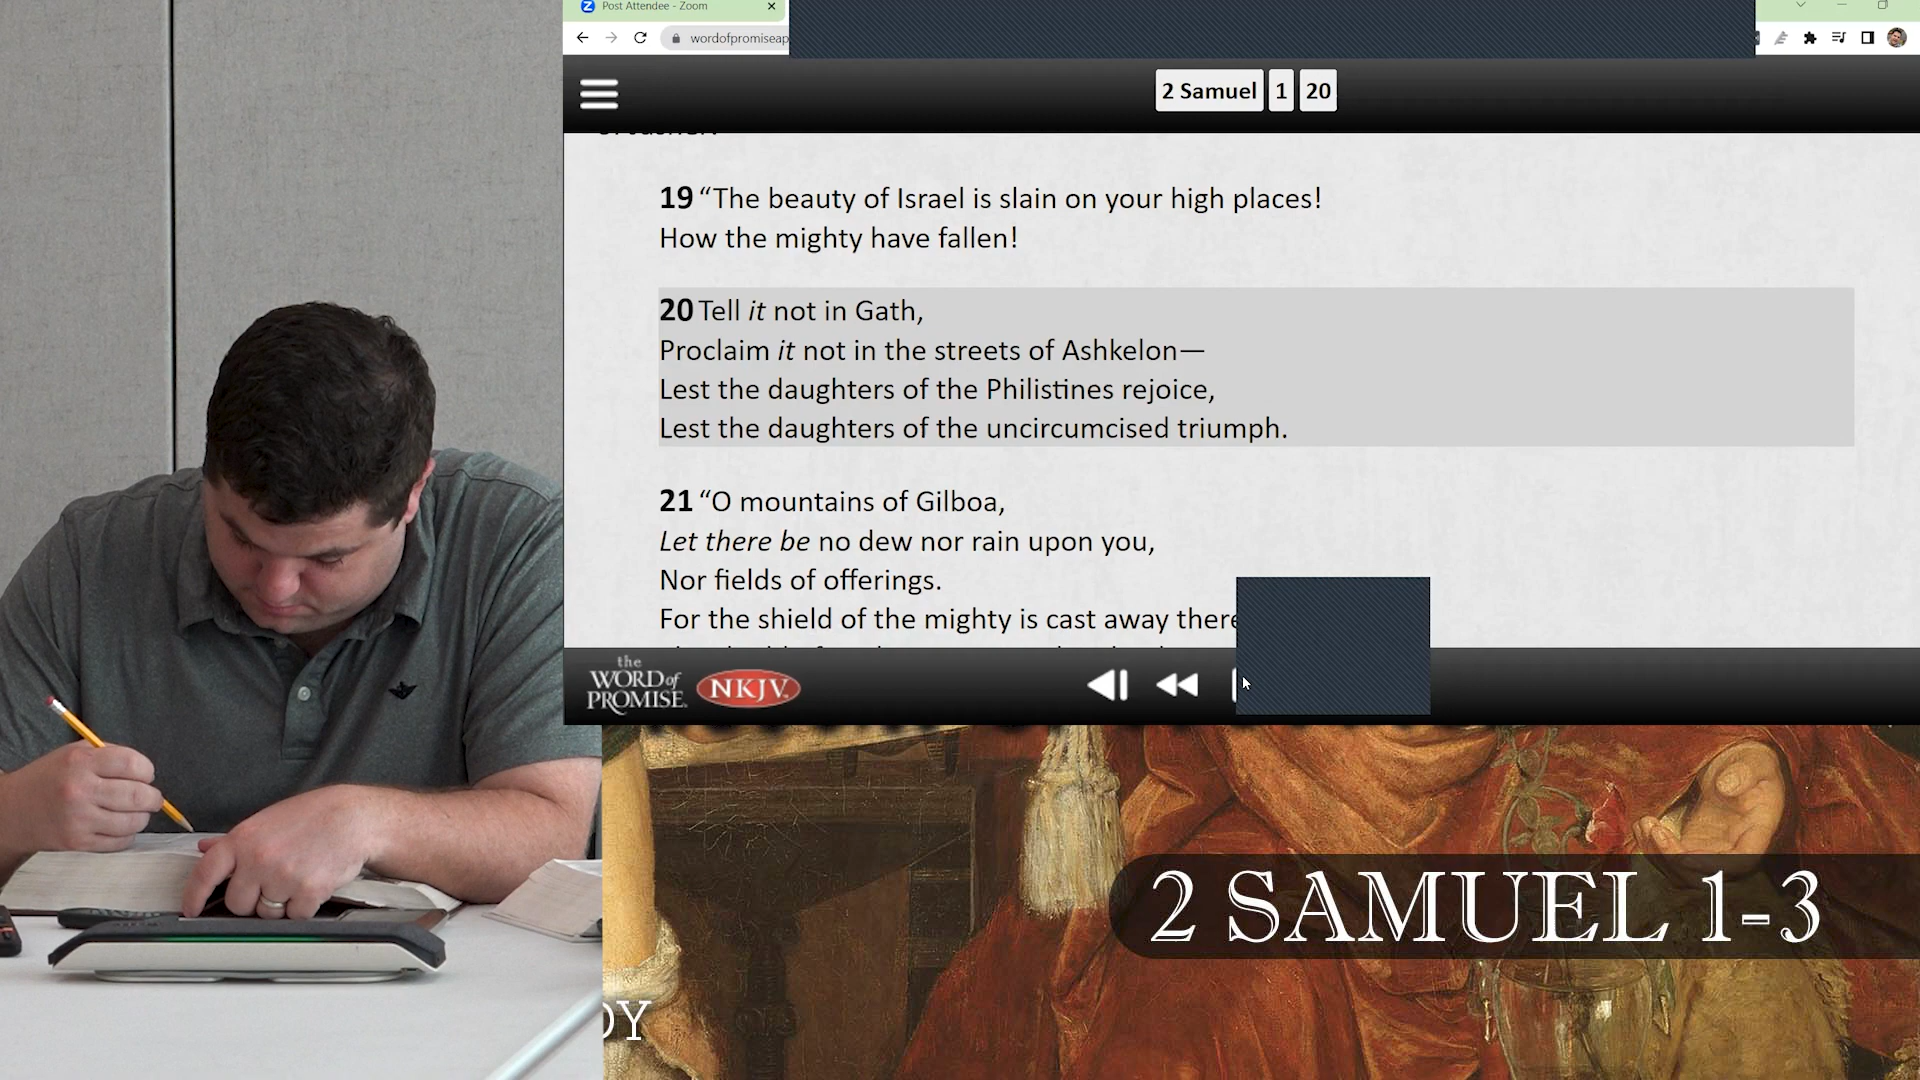 Post Attendee - Zoom
wordofpromiseap
2 Samuel 1 20
19 “The beauty of Israel is slain on your high places!
How the mighty have fallen!
20 Tell it not in Gath,
Proclaim it not in the streets of Ashkelon—
Lest the daughters of the Philistines rejoice,
Lest the daughters of the uncircumcised triumph.
21 “O mountains of Gilboa,
Let there be no dew nor rain upon you,
Nor fields of offerings.
For the shield of the mighty is cast away there
the
WORD of
PROMISE
NKJV
2 SAMUEL 1-3